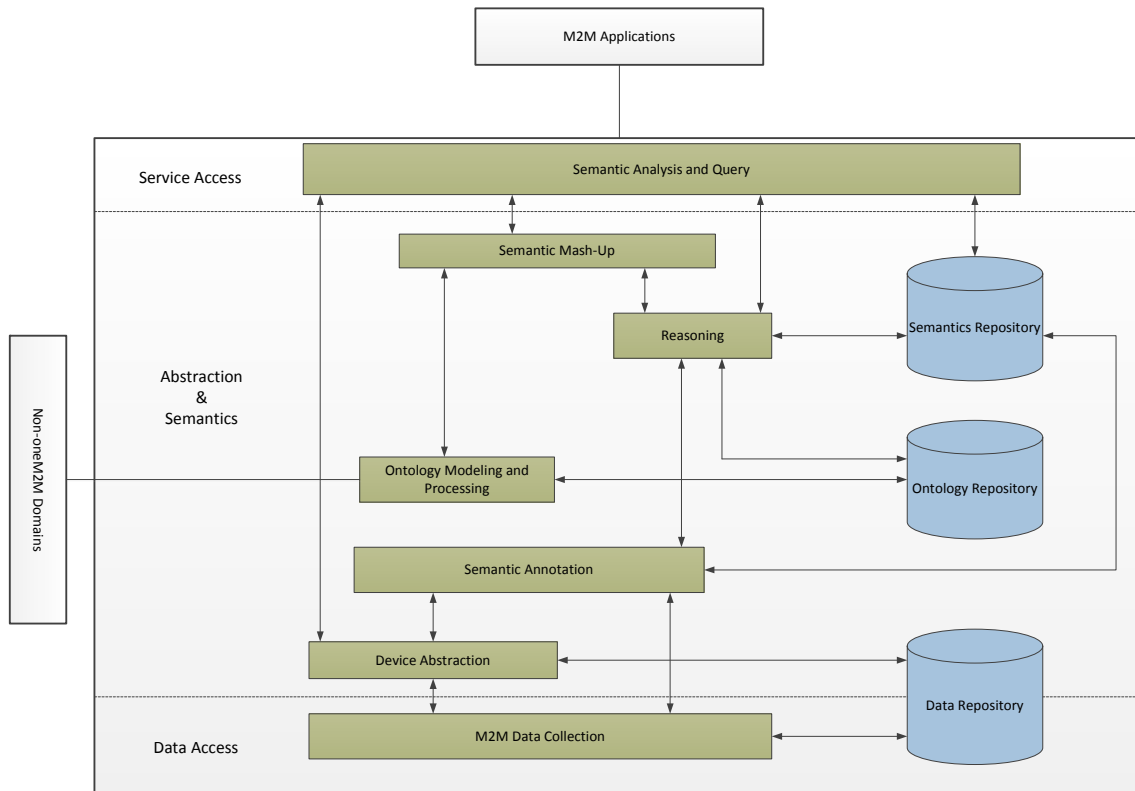 M2M Applications
Service Access
Semantic Analysis and Query
Semantic Mash-Up
Semantics Repository
Reasoning
Non-oneM2M Domains
Abstraction
&
Semantics
Ontology Modeling and
Processing
Ontology Repository
Semantic Annotation
Device Abstraction
Data Repository
M2M Data Collection
Data Access